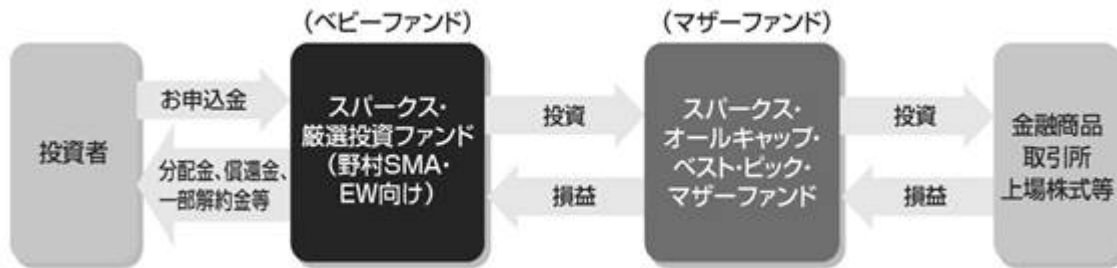 (ベビーファンド)
(マザーファンド)
投資者
お申込金
分配金、償還金、
一部解約金等
スパークス・
厳選投資ファンド
(野村SMA・
EW向け)
投資
損益
スパークス・
オールキャップ・
ベスト・ピック・
マザーファンド
投資
損益
金融商品
取引所
上場株式等